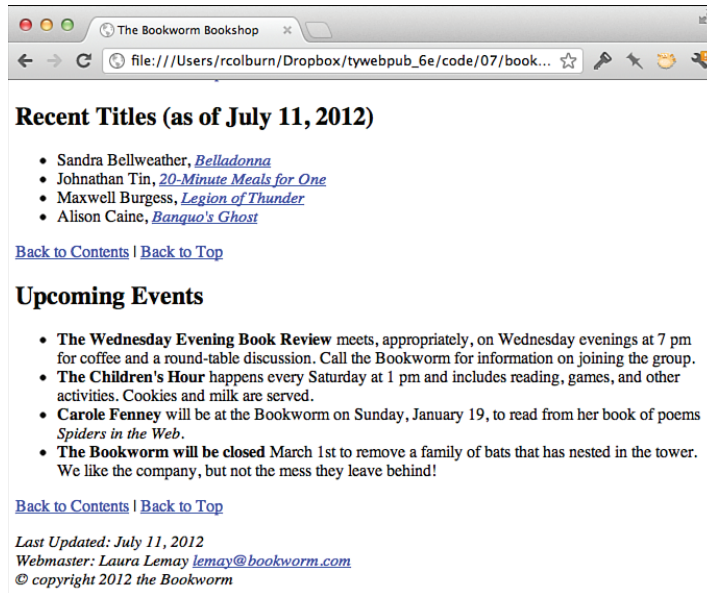 The Bookworm Bookshop
file:///Users/rcolburn/Dropbox/tywebpub_6e/code/07/book...
Recent Titles (as of July 11, 2012)
• Sandra Bellweather, Belladonna
• Johnathan Tin, 20-Minute Meals for One
• Maxwell Burgess, Legion of Thunder
• Alison Caine, Banquo's Ghost
Back to Contents | Back to Top
Upcoming Events
• The Wednesday Evening Book Review meets, appropriately, on Wednesday evenings at 7 pm
for coffee and a round-table discussion. Call the Bookworm for information on joining the group.
• The Children's Hour happens every Saturday at 1 pm and includes reading, games, and other
activities. Cookies and milk are served.
• Carole Fenney will be at the Bookworm on Sunday, January 19, to read from her book of poems
Spiders in the Web.
• The Bookworm will be closed March 1st to remove a family of bats that has nested in the tower.
We like the company, but not the mess they leave behind!
Back to Contents | Back to Top
Last Updated: July 11, 2012
Webmaster: Laura Lemay lemay@bookworm.com
© copyright 2012 the Bookworm